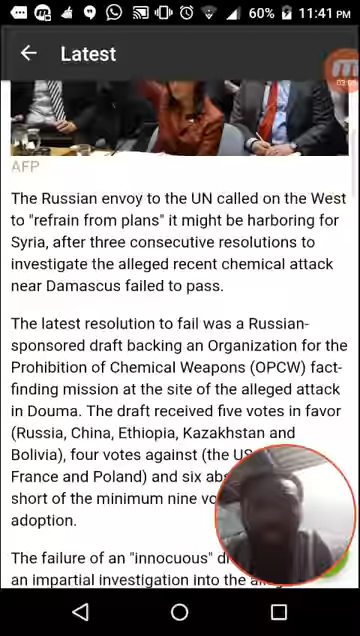 60% 11:41 PM
Latest
02:05
AFP
The Russian envoy to the UN called on the West
to "refrain from plans" it might be harboring for
Syria, after three consecutive resolutions to
investigate the alleged recent chemical attack
near Damascus failed to pass.
The latest resolution to fail was a Russian-
sponsored draft backing an Organization for the
Prohibition of Chemical Weapons (OPCW) fact-
finding mission at the site of the alleged attack
in Douma. The draft received five votes in favor
(Russia, China, Ethiopia, Kazakhstan and
Bolivia), four votes against (the
France and Poland) and six
short of the minimum nine
adoption.
The failure of an "innocuous"
an impartial investigation into the